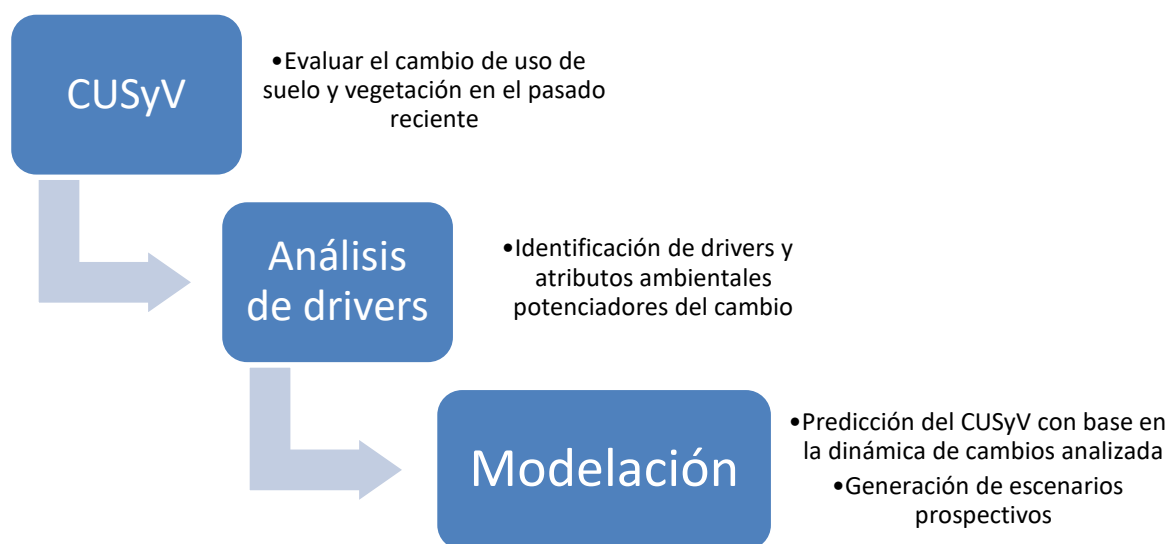 CUSyV
•Evaluar el cambio de uso de
suelo y vegetación en el pasado
reciente
Análisis
de drivers
•Identificación de drivers y
atributos ambientales
potenciadores del cambio
Modelación
•Predicción del CUSyV con base en
la dinámica de cambios analizada
•Generación de escenarios
prospectivos